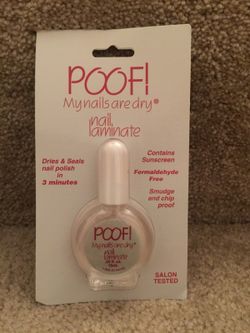 POOF!
My nails are dry®
nail
laminate
Dries & Seals
nail polish in
3 minutes
Contains
Sunscreen
Formaldehyde
Free
Smudge
and chip
proof
POOF!
My nails are dry®
nail
laminate
SALON
TESTED